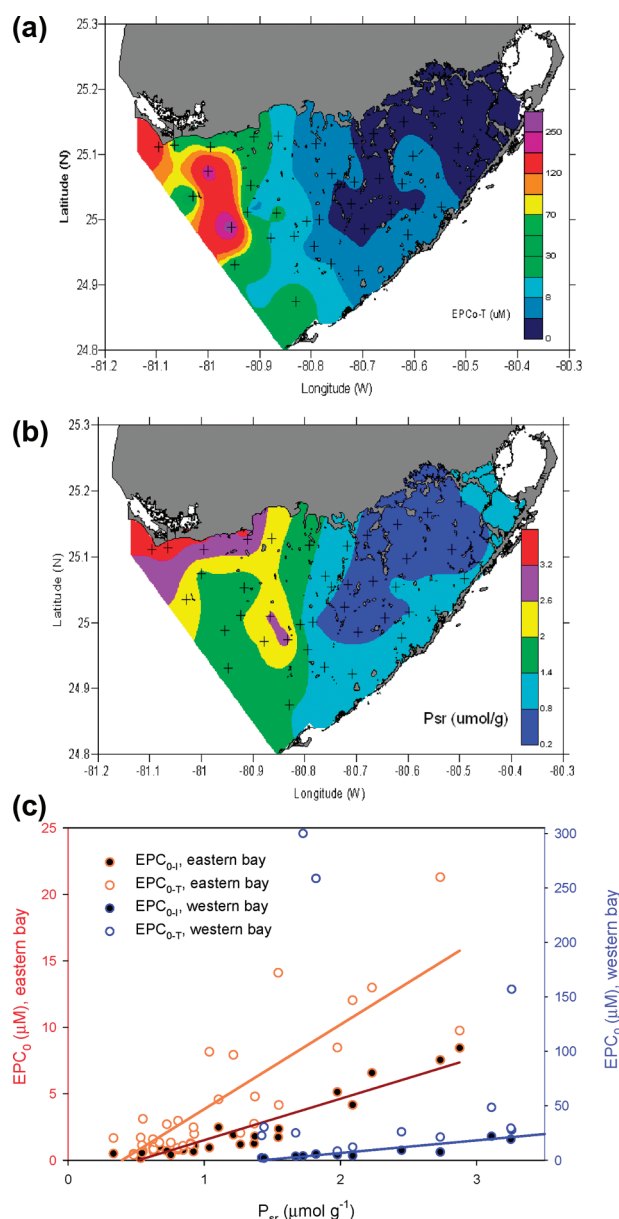 (a)
25.3
25.2
25.1
25
24.9
24.8
Latitude (N)
-81.2 -81.1 -81 -80.9 -80.8 -80.7 -80.6 -80.5 -80.4 -80.3
Longitude (W)
250
120
70
30
8
0
EPCo-T (uM)
(b)
25.3
25.2
25.1
25
24.9
24.8
Latitude (N)
-81.2 -81.1 -81 -80.9 -80.8 -80.7 -80.6 -80.5 -80.4 -80.3
Longitude (W)
3.2
2.6
2
1.4
0.8
0.2
Psr (umol/g)
(c)
25
20
15
10
5
0
EPC0 (μM), eastern bay
EPC0-I, eastern bay
EPC0-T, eastern bay
EPC0-I, western bay
EPC0-T, western bay
300
250
200
150
100
50
0
EPC0 (μM), western bay
0 1 2 3
Psr (μmol g-1)